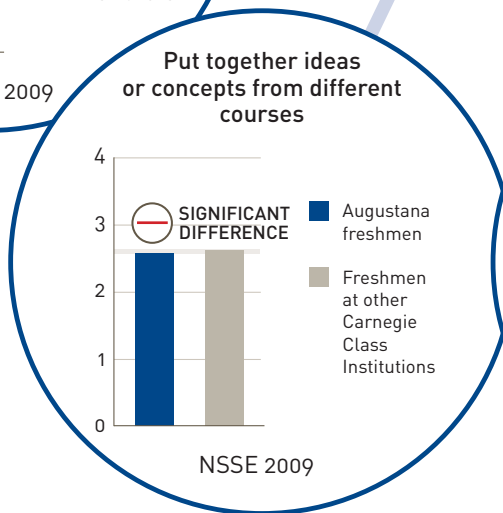 2009
Put together ideas
or concepts from different
courses
4
3
2
1
0
SIGNIFICANT
DIFFERENCE
Augustana
freshmen
Freshmen
at other
Carnegie
Class
Institutions
NSSE 2009